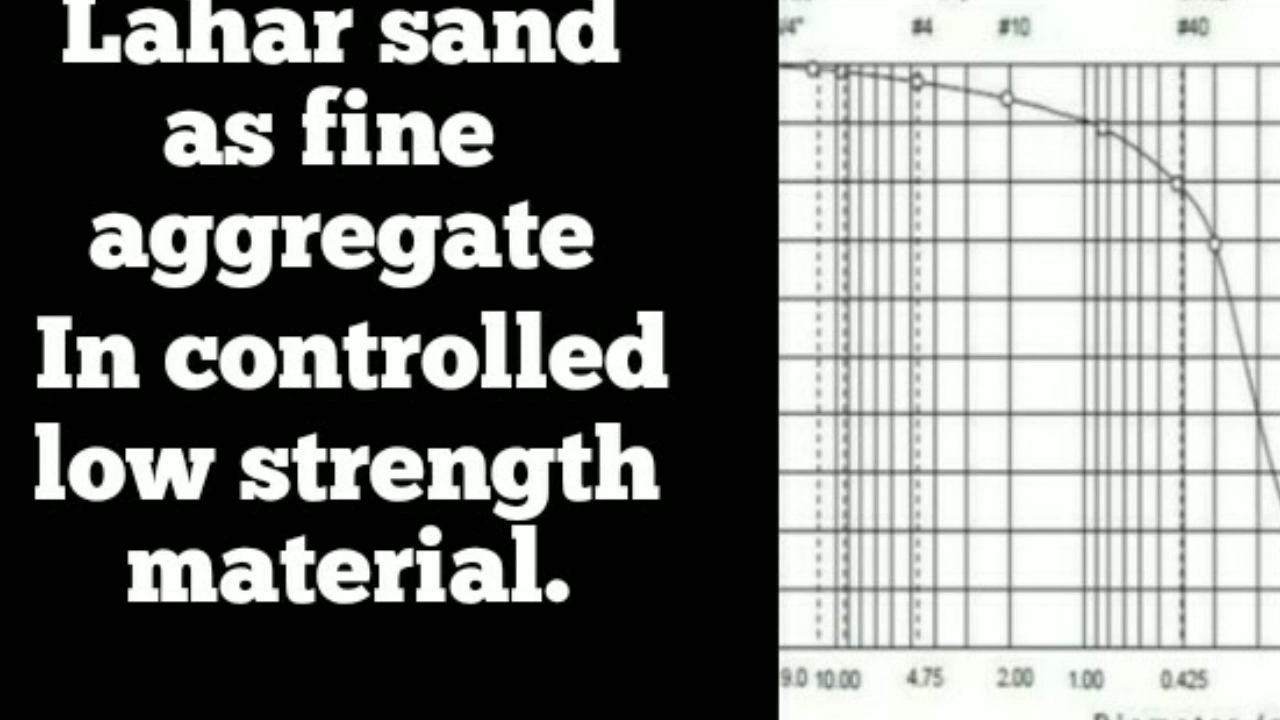 Lahar sand
as fine
aggregate
In controlled
low strength
material.
#4 #10 #40
9.0 10.00 4.75 2.00 1.00 0.425